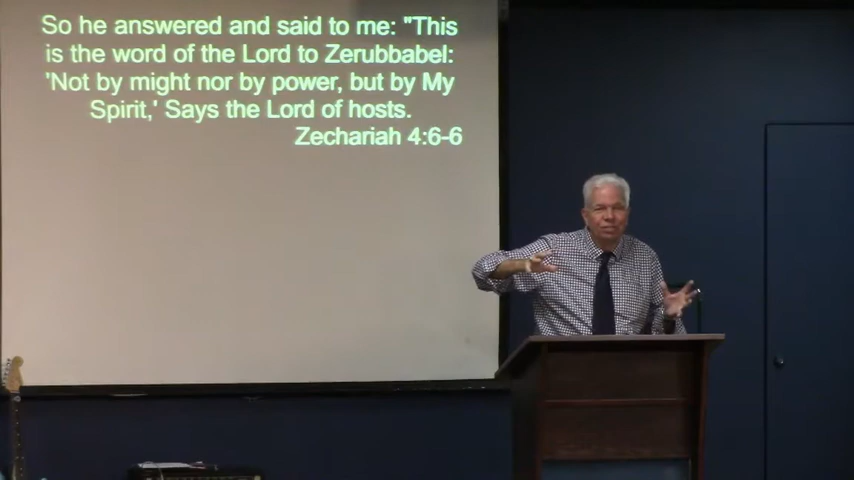 So he answered and said to me: "This
is the word of the Lord to Zerubbabel:
'Not by might nor by power, but by My
Spirit,' Says the Lord of hosts.
Zechariah 4:6-6